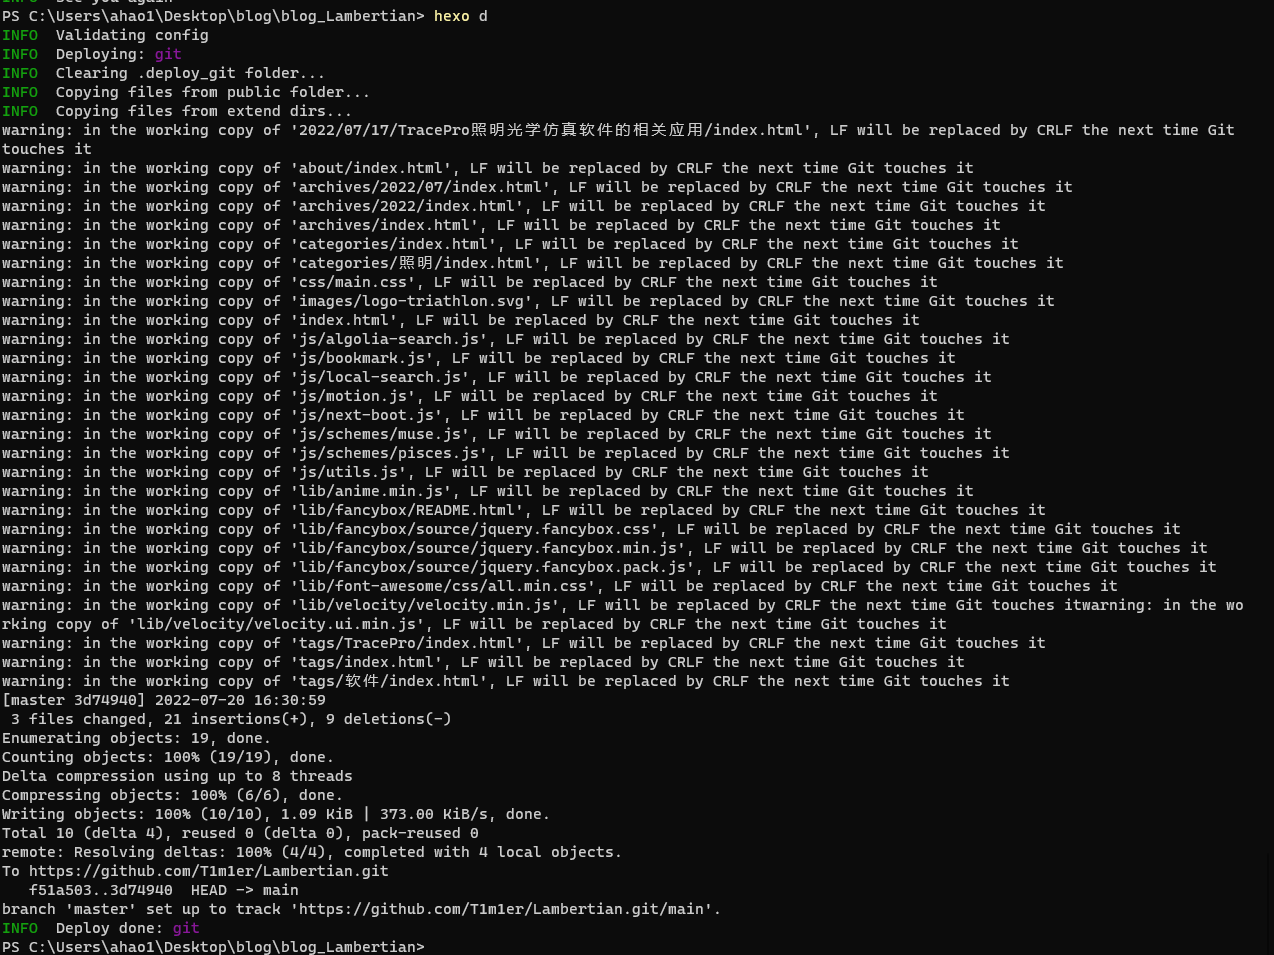 INFO  See you again
PS C:\Users\ahao1\Desktop\blog\blog_Lambertian> hexo d
INFO  Validating config
INFO  Deploying: git
INFO  Clearing .deploy_git folder...
INFO  Copying files from public folder...
INFO  Copying files from extend dirs...
warning: in the working copy of '2022/07/17/TracePro照明光学仿真软件的相关应用/index.html', LF will be replaced by CRLF the next time Git
touches it
warning: in the working copy of 'about/index.html', LF will be replaced by CRLF the next time Git touches it
warning: in the working copy of 'archives/2022/07/index.html', LF will be replaced by CRLF the next time Git touches it
warning: in the working copy of 'archives/2022/index.html', LF will be replaced by CRLF the next time Git touches it
warning: in the working copy of 'archives/index.html', LF will be replaced by CRLF the next time Git touches it
warning: in the working copy of 'categories/index.html', LF will be replaced by CRLF the next time Git touches it
warning: in the working copy of 'categories/照明/index.html', LF will be replaced by CRLF the next time Git touches it
warning: in the working copy of 'css/main.css', LF will be replaced by CRLF the next time Git touches it
warning: in the working copy of 'images/logo-triathlon.svg', LF will be replaced by CRLF the next time Git touches it
warning: in the working copy of 'index.html', LF will be replaced by CRLF the next time Git touches it
warning: in the working copy of 'js/algolia-search.js', LF will be replaced by CRLF the next time Git touches it
warning: in the working copy of 'js/bookmark.js', LF will be replaced by CRLF the next time Git touches it
warning: in the working copy of 'js/local-search.js', LF will be replaced by CRLF the next time Git touches it
warning: in the working copy of 'js/motion.js', LF will be replaced by CRLF the next time Git touches it
warning: in the working copy of 'js/next-boot.js', LF will be replaced by CRLF the next time Git touches it
warning: in the working copy of 'js/schemes/muse.js', LF will be replaced by CRLF the next time Git touches it
warning: in the working copy of 'js/schemes/pisces.js', LF will be replaced by CRLF the next time Git touches it
warning: in the working copy of 'js/utils.js', LF will be replaced by CRLF the next time Git touches it
warning: in the working copy of 'lib/anime.min.js', LF will be replaced by CRLF the next time Git touches it
warning: in the working copy of 'lib/fancybox/README.html', LF will be replaced by CRLF the next time Git touches it
warning: in the working copy of 'lib/fancybox/source/jquery.fancybox.css', LF will be replaced by CRLF the next time Git touches it
warning: in the working copy of 'lib/fancybox/source/jquery.fancybox.min.js', LF will be replaced by CRLF the next time Git touches it
warning: in the working copy of 'lib/fancybox/source/jquery.fancybox.pack.js', LF will be replaced by CRLF the next time Git touches it
warning: in the working copy of 'lib/font-awesome/css/all.min.css', LF will be replaced by CRLF the next time Git touches it
warning: in the working copy of 'lib/velocity/velocity.min.js', LF will be replaced by CRLF the next time Git touches itwarning: in the wo
rking copy of 'lib/velocity/velocity.ui.min.js', LF will be replaced by CRLF the next time Git touches it
warning: in the working copy of 'tags/TracePro/index.html', LF will be replaced by CRLF the next time Git touches it
warning: in the working copy of 'tags/index.html', LF will be replaced by CRLF the next time Git touches it
warning: in the working copy of 'tags/软件/index.html', LF will be replaced by CRLF the next time Git touches it
[master 3d74940] 2022-07-20 16:30:59
 3 files changed, 21 insertions(+), 9 deletions(-)
Enumerating objects: 19, done.
Counting objects: 100% (19/19), done.
Delta compression using up to 8 threads
Compressing objects: 100% (6/6), done.
Writing objects: 100% (10/10), 1.09 KiB | 373.00 KiB/s, done.
Total 10 (delta 4), reused 0 (delta 0), pack-reused 0
remote: Resolving deltas: 100% (4/4), completed with 4 local objects.
To https://github.com/T1m1er/Lambertian.git
   f51a503..3d74940  HEAD -> main
branch 'master' set up to track 'https://github.com/T1m1er/Lambertian.git/main'.
INFO  Deploy done: git
PS C:\Users\ahao1\Desktop\blog\blog_Lambertian>